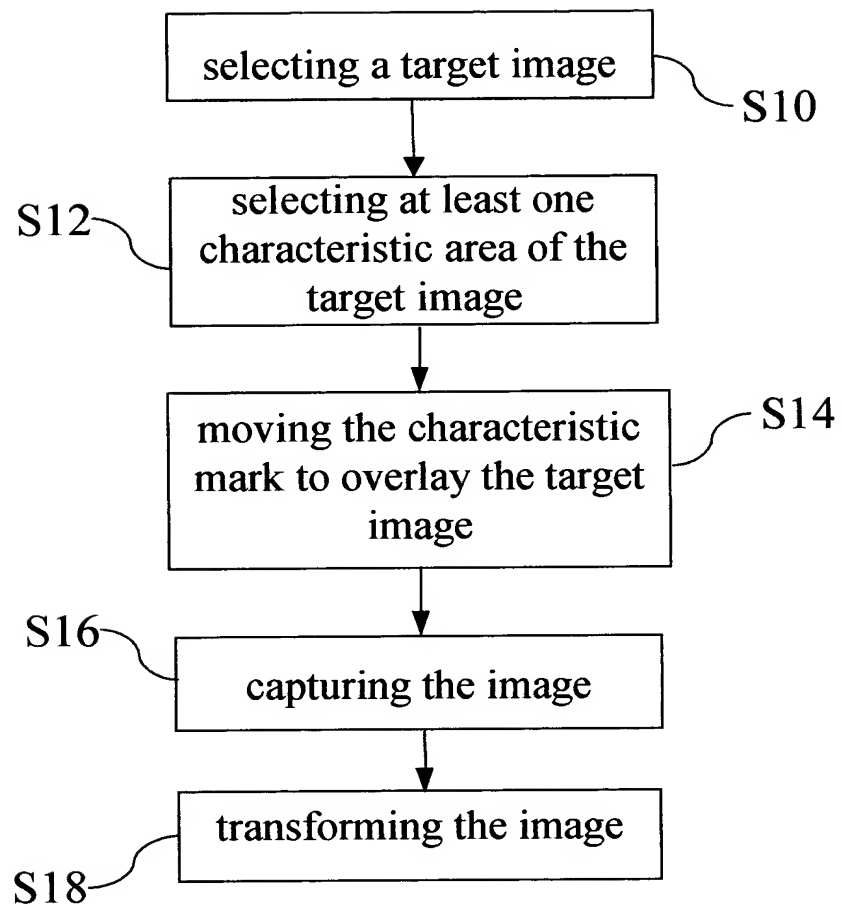 selecting a target image
S10
selecting at least one
characteristic area of the
target image
S12
moving the characteristic
mark to overlay the target
image
S14
capturing the image
S16
transforming the image
S18